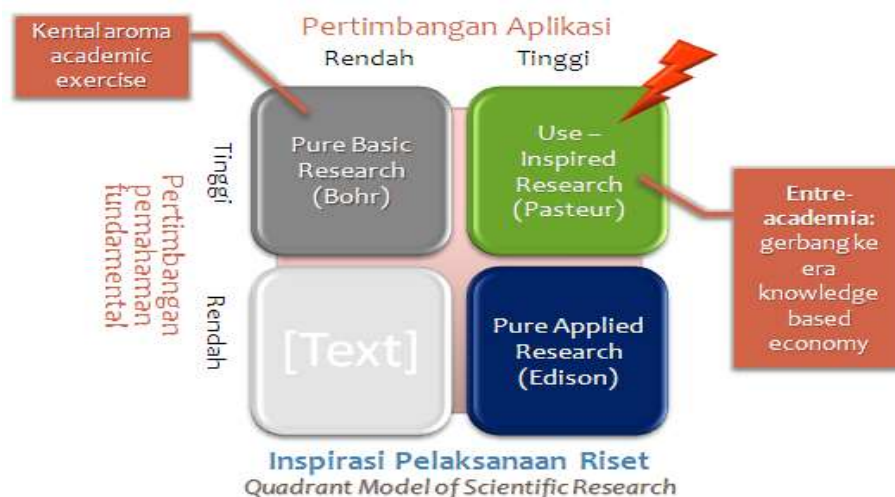 Kental aroma
academic
exercise
Pertimbangan Aplikasi
Rendah
Tinggi
Tinggi
Pertimbangan
pemahaman
fundamental
Rendah
Pure Basic
Research
(Bohr)
Use –
Inspired
Research
(Pasteur)
Entre-
academia:
gerbang ke
era
knowledge
based
economy
[Text]
Pure Applied
Research
(Edison)
Inspirasi Pelaksanaan Riset
Quadrant Model of Scientific Research